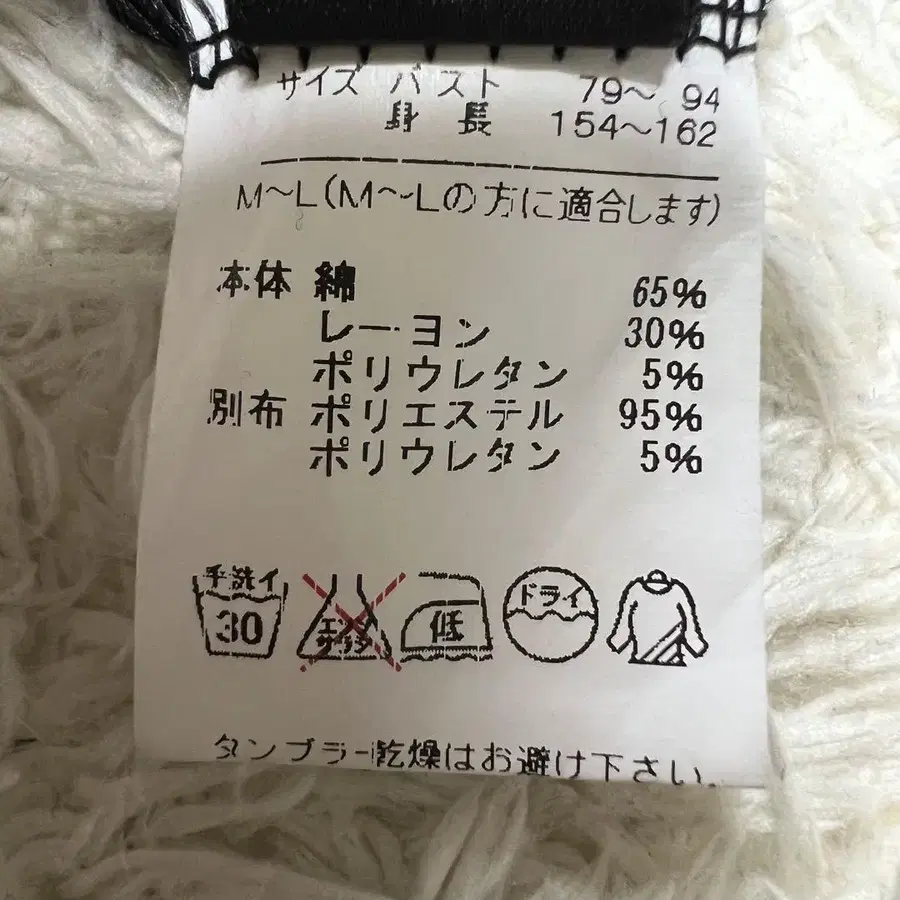 サイズ バスト 79〜 94
身 長 154〜162
M〜L(M〜Lの方に適合します)
本体 綿 65%
レーヨン 30%
ポリウレタン 5%
別布 ポリエステル 95%
ポリウレタン 5%
手洗イ
30
エンソ
サラシ
低
ドライ
タンブラー乾燥はお避け下さい.